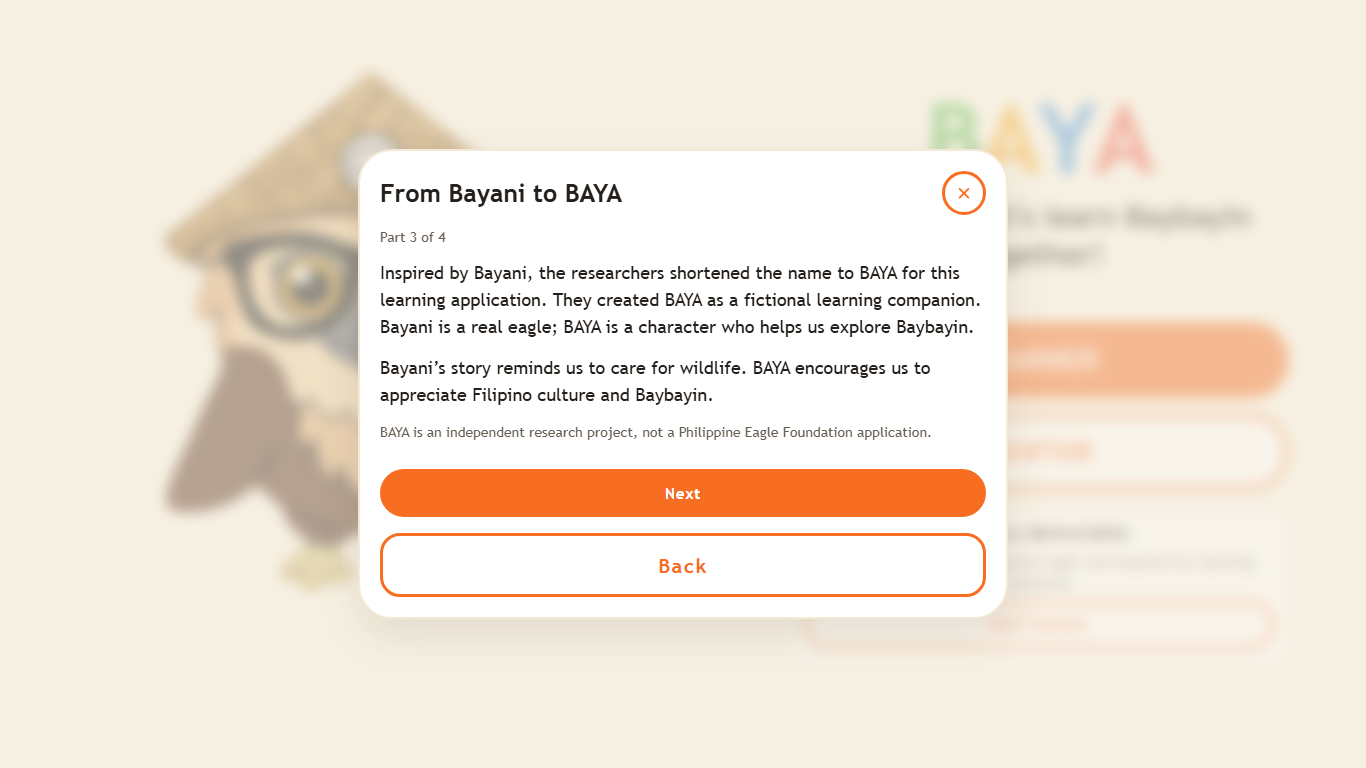 BAYA
From Bayani to BAYA
×
Part 3 of 4
Inspired by Bayani, the researchers shortened the name to BAYA for this
learning application. They created BAYA as a fictional learning companion.
Bayani is a real eagle; BAYA is a character who helps us explore Baybayin.
Bayani’s story reminds us to care for wildlife. BAYA encourages us to
appreciate Filipino culture and Baybayin.
BAYA is an independent research project, not a Philippine Eagle Foundation application.
Next
Back
learn Baybayin